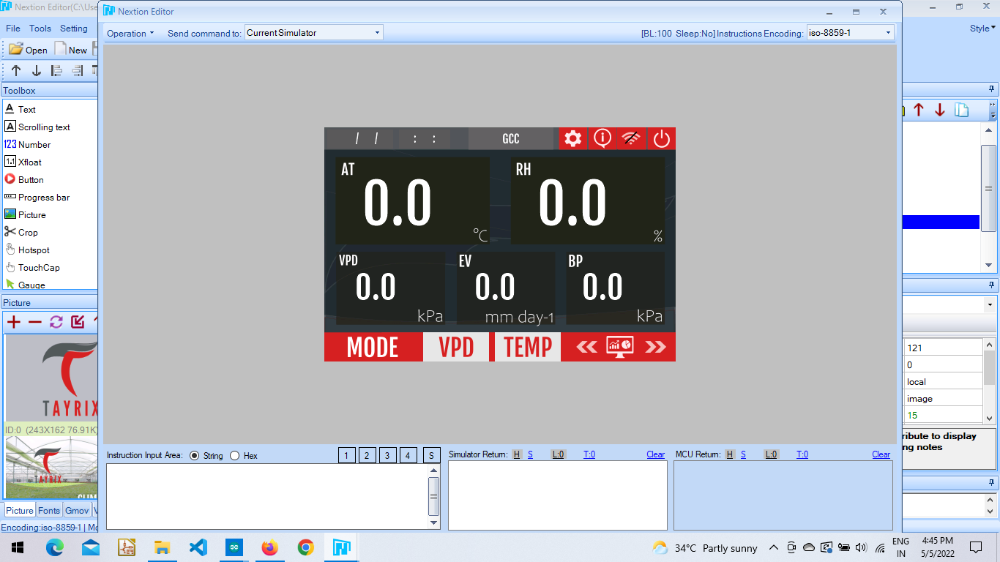 Nextion Editor(C:\Use
Nextion Editor
File Tools Setting
Style
Operation Send command to: CurrentSimulator [BL:100 Sleep:No] Instructions Encoding: iso-8859-1
Open New
Toolbox
Text
Scrolling text
123 Number
1.1 Xfloat
Button
Progress bar
Picture
Crop
Hotspot
TouchCap
Gauge
/ / : : GCC
AT 0.0 °C
RH 0.0 %
VPD 0.0 kPa
EV 0.0 mm day-1
BP 0.0 kPa
MODE VPD TEMP
Picture
TAYRIX
ID:0 (243X162 76.91K)
TAYRIX
Picture Fonts Gmov V
Encoding:iso-8859-1 | Mo
121
0
local
image
15
ribute to display
ng notes
Instruction Input Area: String Hex 1 2 3 4 S
Simulator Return: H S L:0 T:0 Clear
MCU Return: H S L:0 T:0 Clear
34°C Partly sunny
ENG
IN
4:45 PM
5/5/2022